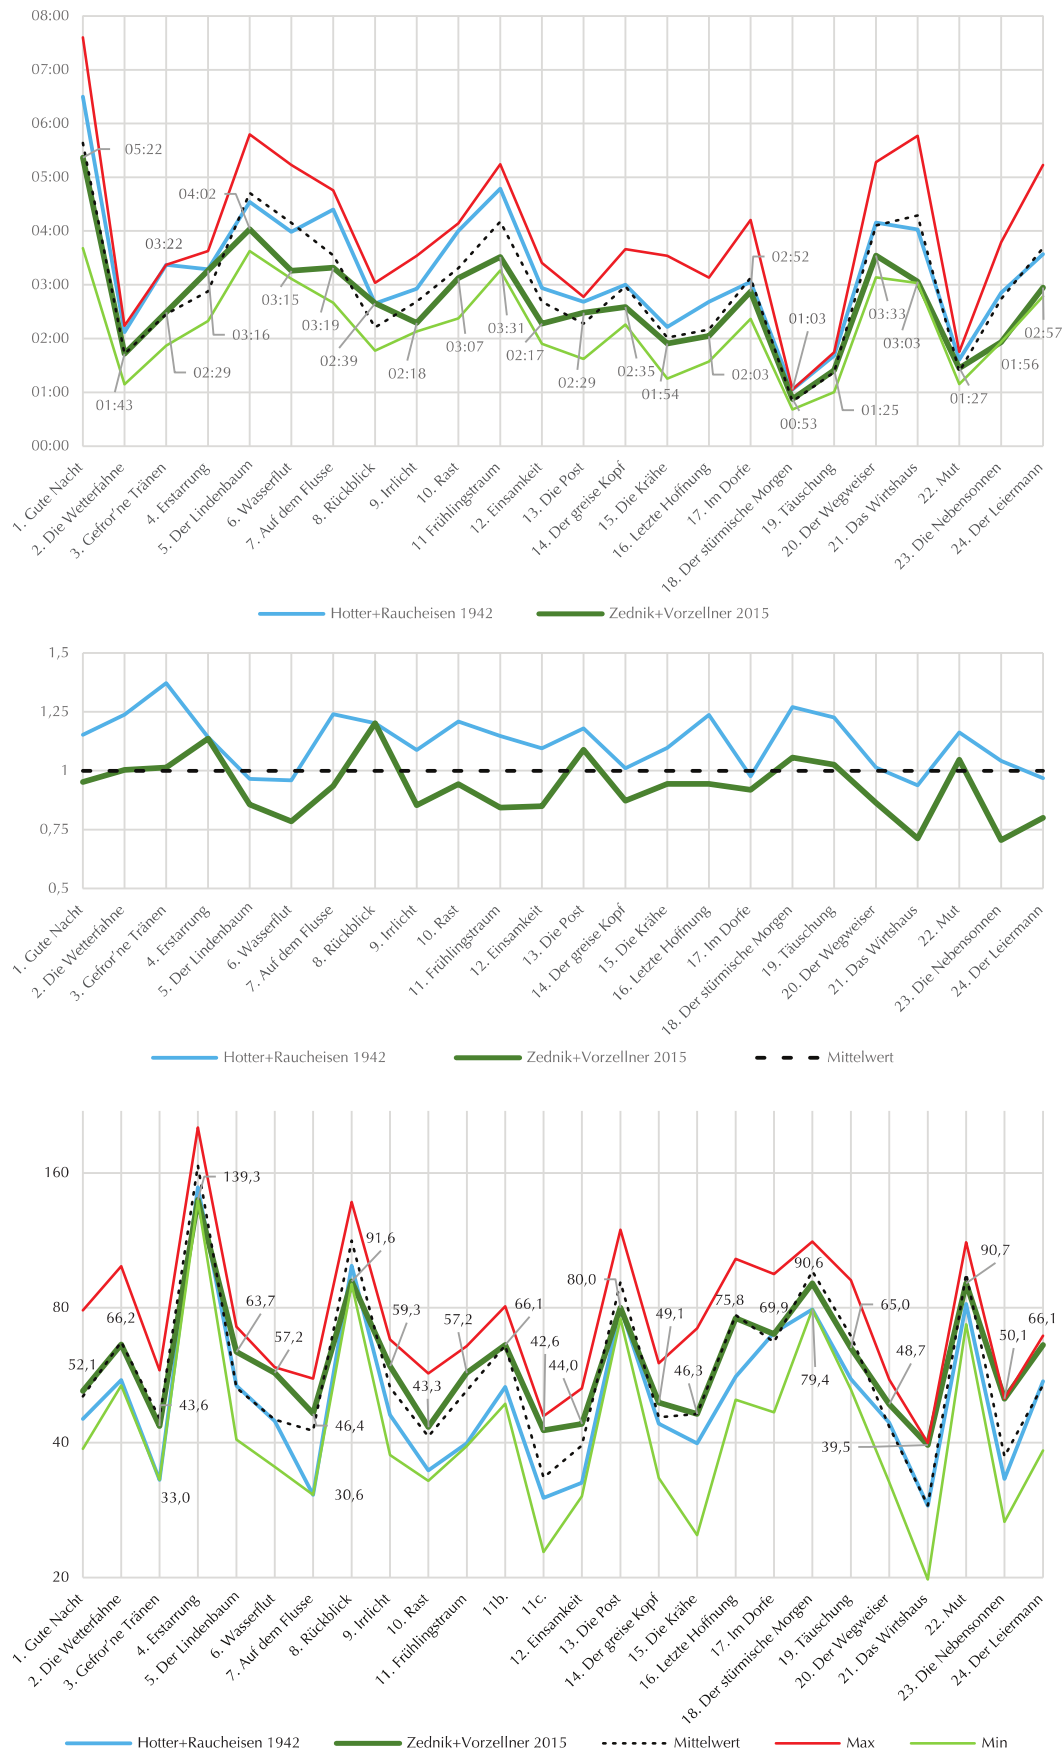 08:00
07:00
06:00
05:00
04:00
03:00
02:00
01:00
00:00
05:22
01:43
03:22
02:29
03:16
04:02
03:15
03:19
02:39
02:18
03:07
03:31
02:17
02:29
02:35
01:54
02:03
02:52
01:03
00:53
01:25
03:33
03:03
01:27
01:56
02:57
1. Gute Nacht
2. Die Wetterfahne
3. Gefror'ne Tränen
4. Erstarrung
5. Der Lindenbaum
6. Wasserflut
7. Auf dem Flusse
8. Rückblick
9. Irrlicht
10. Rast
11 Frühlingstraum
12. Einsamkeit
13. Die Post
14. Der greise Kopf
15. Die Krähe
16. Letzte Hoffnung
17. Im Dorfe
18. Der stürmische Morgen
19. Täuschung
20. Der Wegweiser
21. Das Wirtshaus
22. Mut
23. Die Nebensonnen
24. Der Leiermann
Hotter+Raucheisen 1942 Zednik+Vorzellner 2015
1,5
1,25
1
0,75
0,5
1. Gute Nacht
2. Die Wetterfahne
3. Gefror'ne Tränen
4. Erstarrung
5. Der Lindenbaum
6. Wasserflut
7. Auf dem Flusse
8. Rückblick
9. Irrlicht
10. Rast
11. Frühlingstraum
12. Einsamkeit
13. Die Post
14. Der greise Kopf
15. Die Krähe
16. Letzte Hoffnung
17. Im Dorfe
18. Der stürmische Morgen
19. Täuschung
20. Der Wegweiser
21. Das Wirtshaus
22. Mut
23. Die Nebensonnen
24. Der Leiermann
Hotter+Raucheisen 1942 Zednik+Vorzellner 2015 Mittelwert
160
80
40
20
52,1
66,2
43,6
33,0
139,3
63,7
57,2
46,4
30,6
91,6
59,3
43,3
57,2
66,1
42,6
44,0
80,0
49,1
46,3
75,8
69,9
90,6
79,4
65,0
48,7
39,5
90,7
50,1
66,1
1. Gute Nacht
2. Die Wetterfahne
3. Gefror'ne Tränen
4. Erstarrung
5. Der Lindenbaum
6. Wasserflut
7. Auf dem Flusse
8. Rückblick
9. Irrlicht
10. Rast
11. Frühlingstraum
11b.
11c.
12. Einsamkeit
13. Die Post
14. Der greise Kopf
15. Die Krähe
16. Letzte Hoffnung
17. Im Dorfe
18. Der stürmische Morgen
19. Täuschung
20. Der Wegweiser
21. Das Wirtshaus
22. Mut
23. Die Nebensonnen
24. Der Leiermann
Hotter+Raucheisen 1942 Zednik+Vorzellner 2015 Mittelwert Max Min